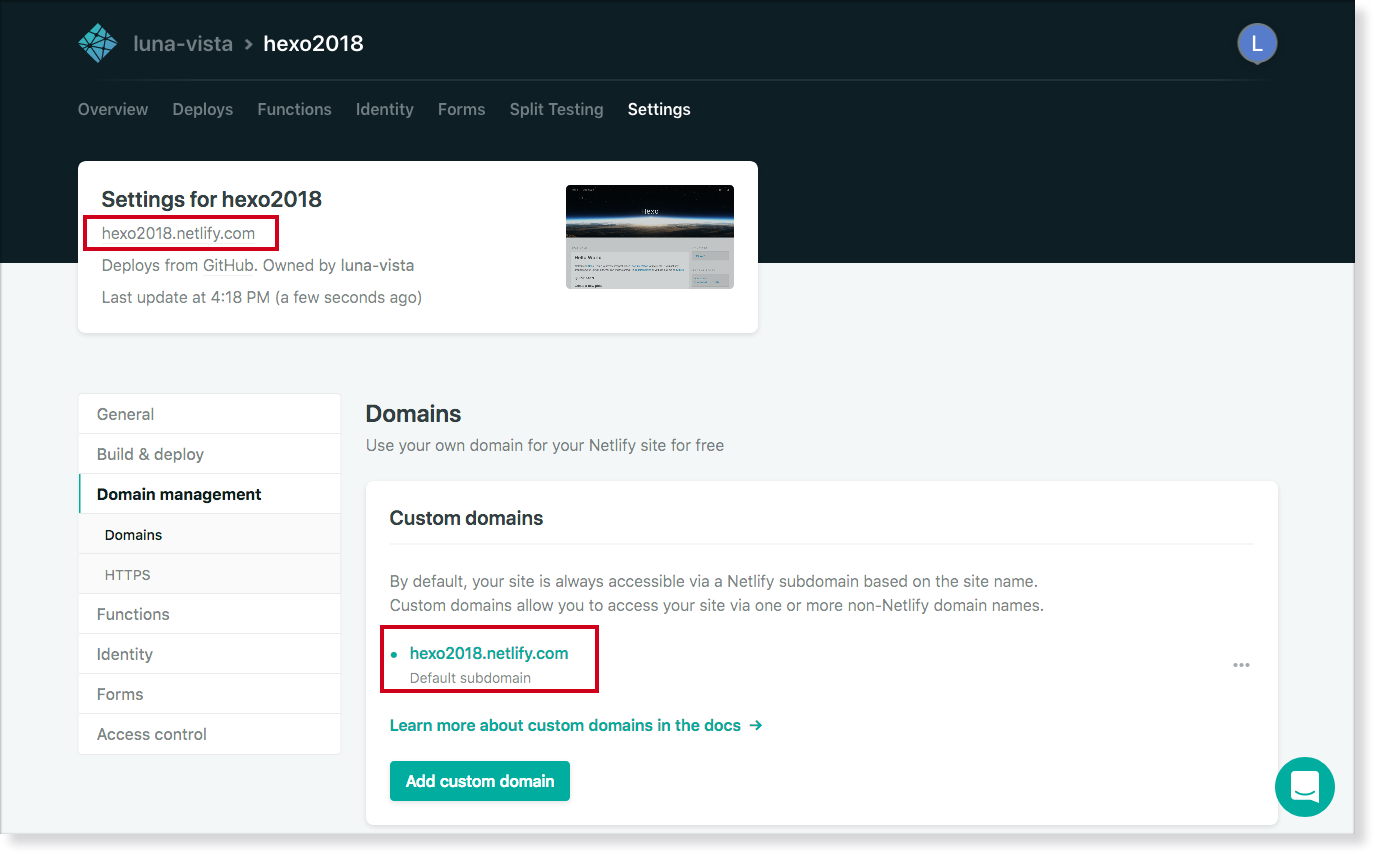 luna-vista > hexo2018
L
Overview Deploys Functions Identity Forms Split Testing Settings
Settings for hexo2018
hexo2018.netlify.com
Deploys from GitHub. Owned by luna-vista
Last update at 4:18 PM (a few seconds ago)
Hexo
General
Build & deploy
Domain management
Domains
HTTPS
Functions
Identity
Forms
Access control
Domains
Use your own domain for your Netlify site for free
Custom domains
By default, your site is always accessible via a Netlify subdomain based on the site name.
Custom domains allow you to access your site via one or more non-Netlify domain names.
hexo2018.netlify.com
Default subdomain
Learn more about custom domains in the docs →
Add custom domain